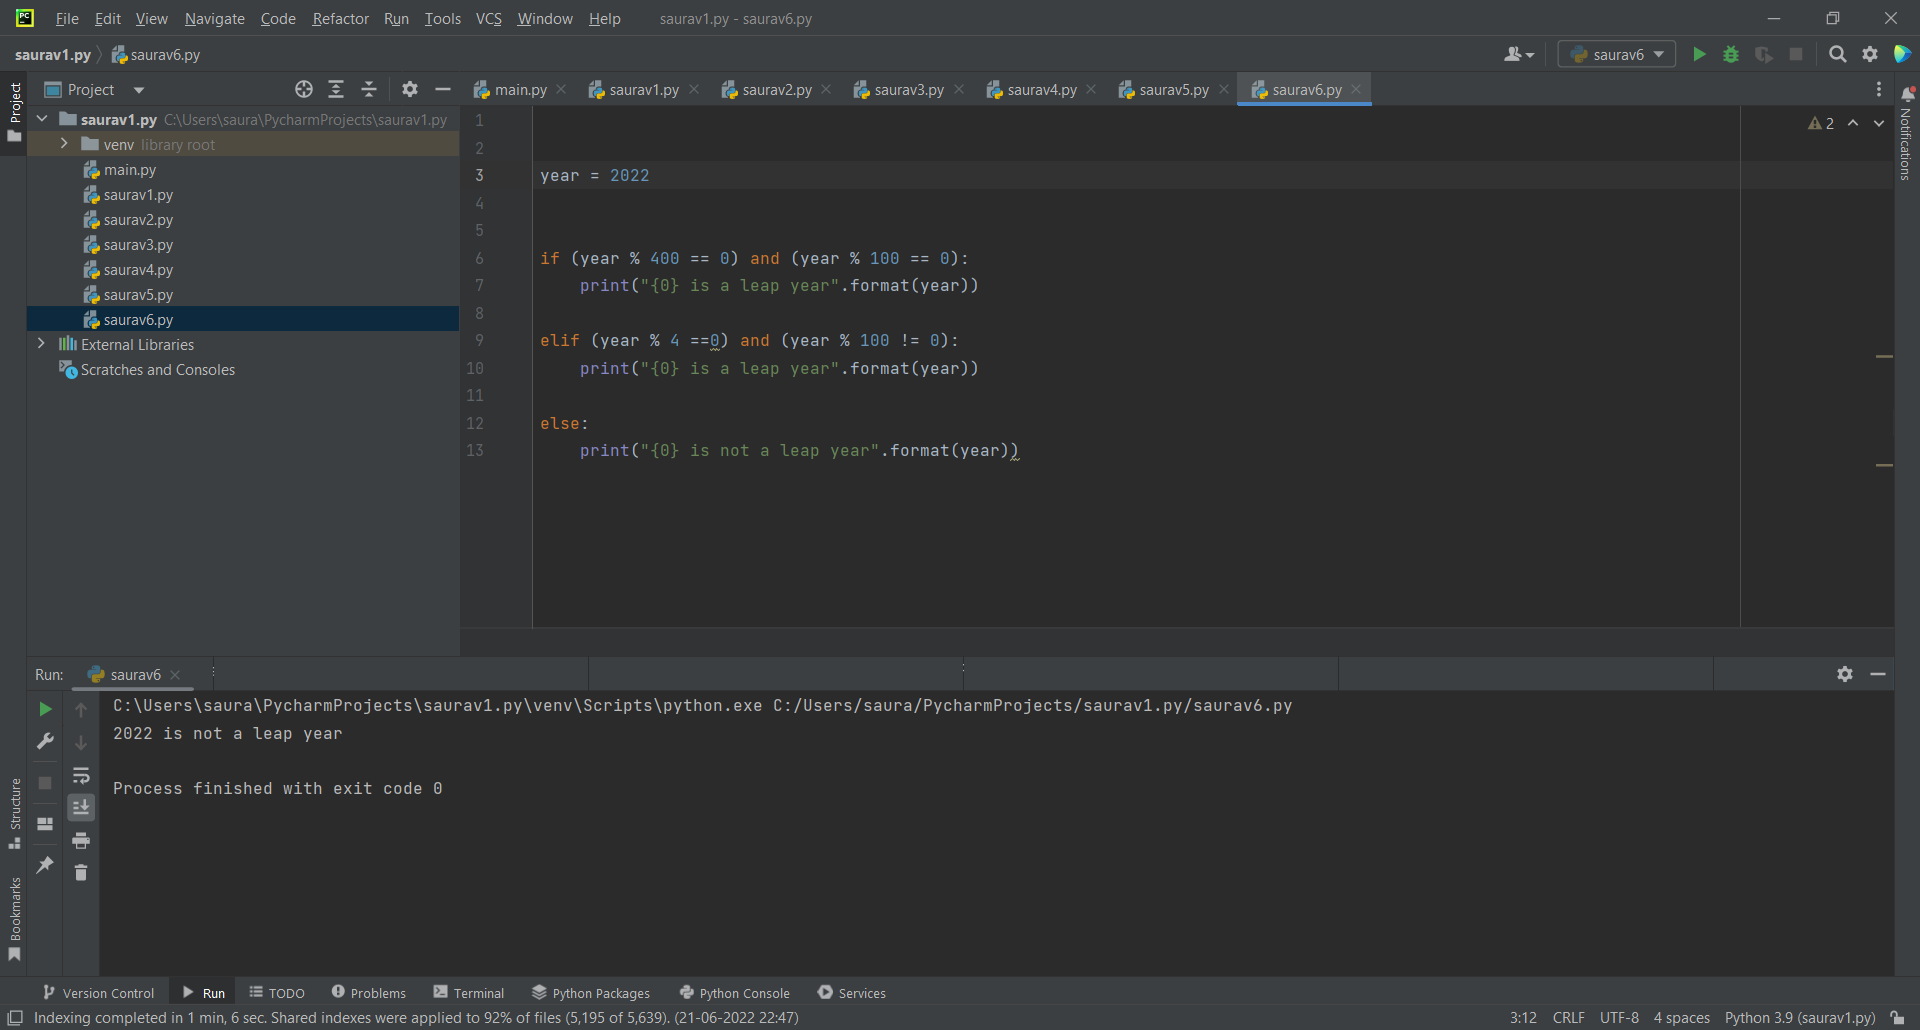 PC
File Edit View Navigate Code Refactor Run Tools VCS Window Help saurav1.py - saurav6.py
saurav1.py saurav6.py
saurav6
Project
Project
main.py saurav1.py saurav2.py saurav3.py saurav4.py saurav5.py saurav6.py
Notifications
saurav1.py C:\Users\saura\PycharmProjects\saurav1.py
venv library root
main.py
saurav1.py
saurav2.py
saurav3.py
saurav4.py
saurav5.py
saurav6.py
External Libraries
Scratches and Consoles
2
1
2
3 year = 2022
4
5
6 if (year % 400 == 0) and (year % 100 == 0):
7 print("{0} is a leap year".format(year))
8
9 elif (year % 4 ==0) and (year % 100 != 0):
10 print("{0} is a leap year".format(year))
11
12 else:
13 print("{0} is not a leap year".format(year))
Run: saurav6
C:\Users\saura\PycharmProjects\saurav1.py\venv\Scripts\python.exe C:/Users/saura/PycharmProjects/saurav1.py/saurav6.py
2022 is not a leap year
Process finished with exit code 0
Structure
Bookmarks
Version Control Run TODO Problems Terminal Python Packages Python Console Services
Indexing completed in 1 min, 6 sec. Shared indexes were applied to 92% of files (5,195 of 5,639). (21-06-2022 22:47) 3:12 CRLF UTF-8 4 spaces Python 3.9 (saurav1.py)